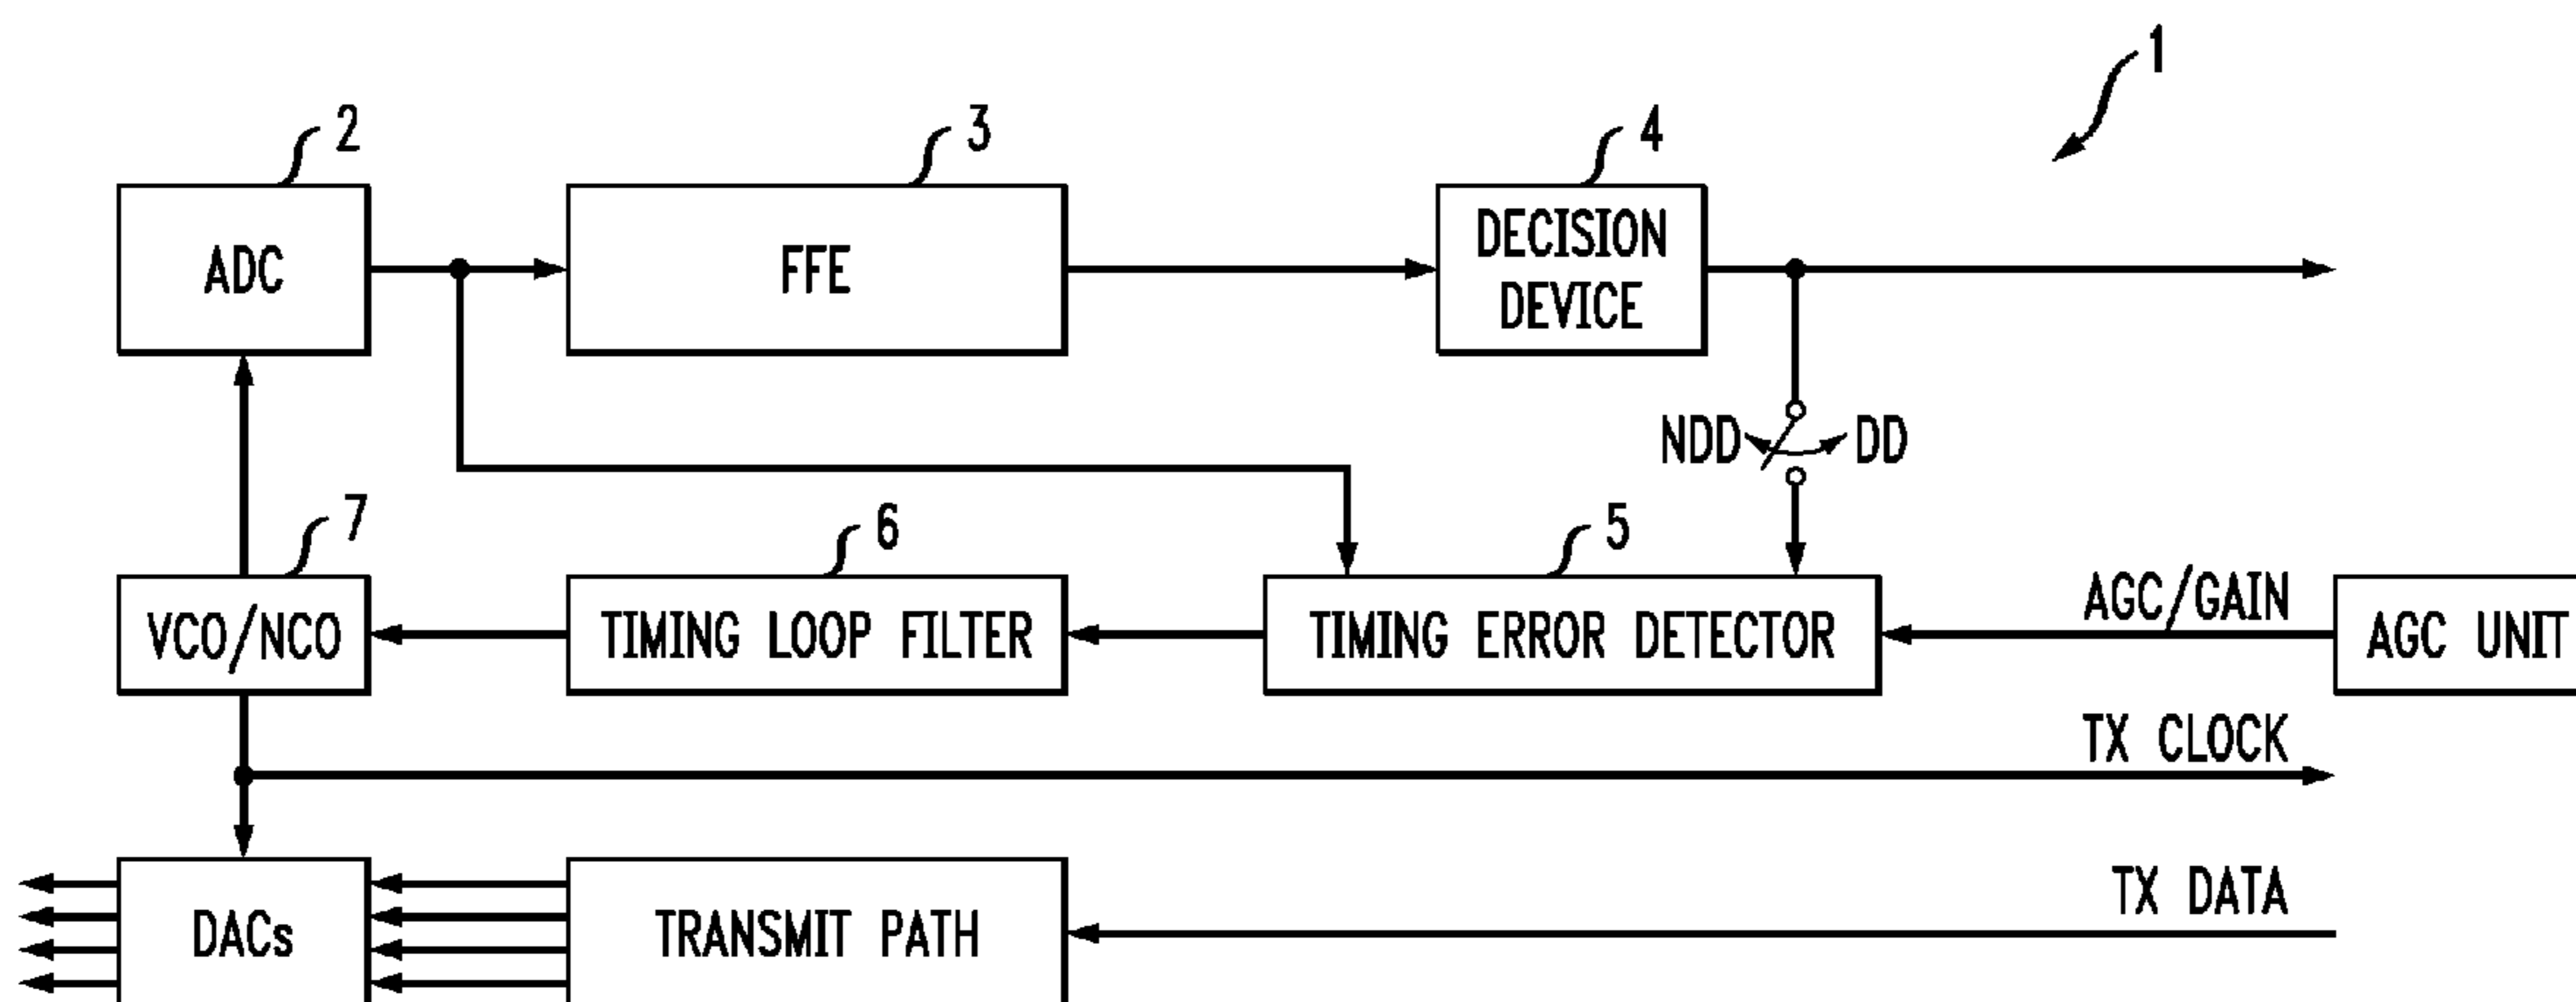 1
2
3
4
ADC
FFE
DECISION
DEVICE
NDD
DD
7
6
5
VCO/NCO
TIMING LOOP FILTER
TIMING ERROR DETECTOR
AGC/GAIN
AGC UNIT
TX CLOCK
DACs
TRANSMIT PATH
TX DATA